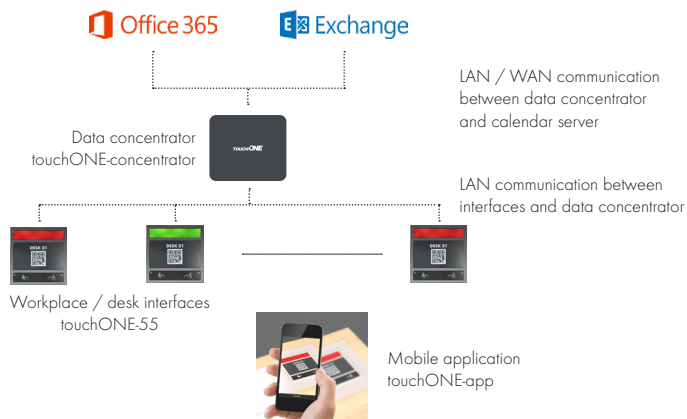 Office 365
Exchange
LAN / WAN communication
between data concentrator
and calendar server
Data concentrator
touchONE-concentrator
TOUCHONE
LAN communication between
interfaces and data concentrator
DESK 01
DESK 01
DESK 01
Workplace / desk interfaces
touchONE-55
Mobile application
touchONE-app